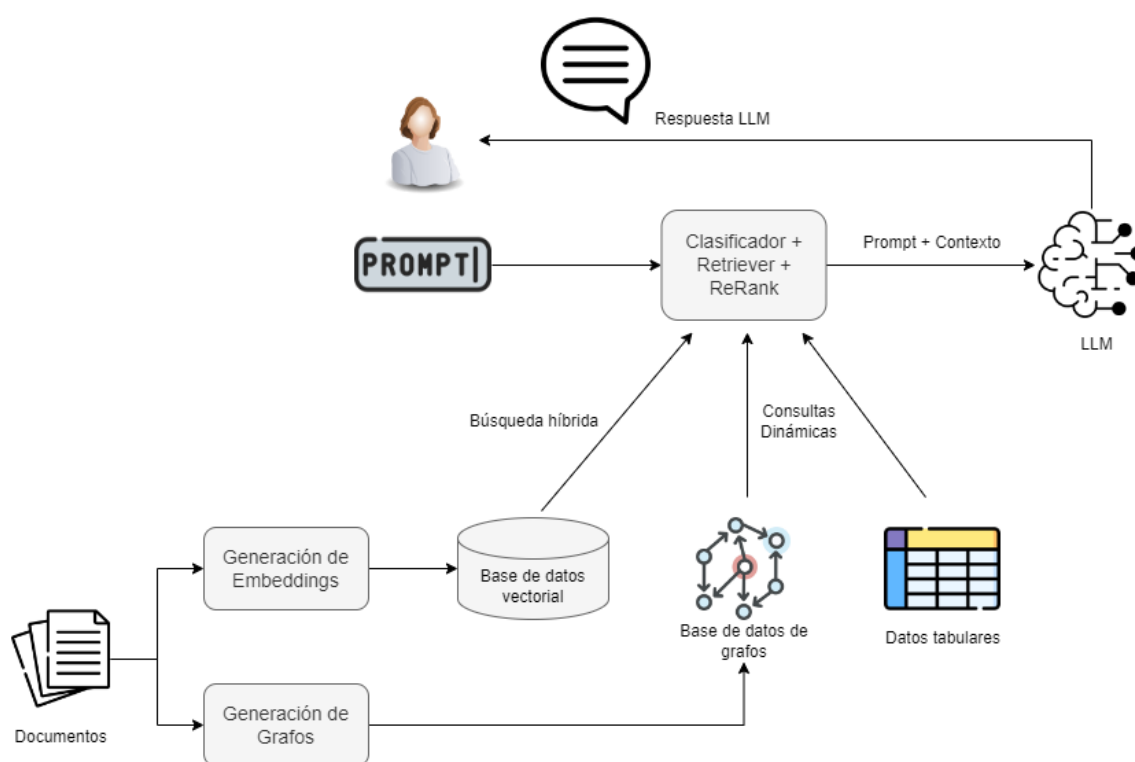 Respuesta LLM
PROMPT
Clasificador +
Retriever +
ReRank
Prompt + Contexto
LLM
Búsqueda híbrida
Consultas
Dinámicas
Generación de
Embeddings
Base de datos
vectorial
Base de datos de
grafos
Datos tabulares
Documentos
Generación de
Grafos